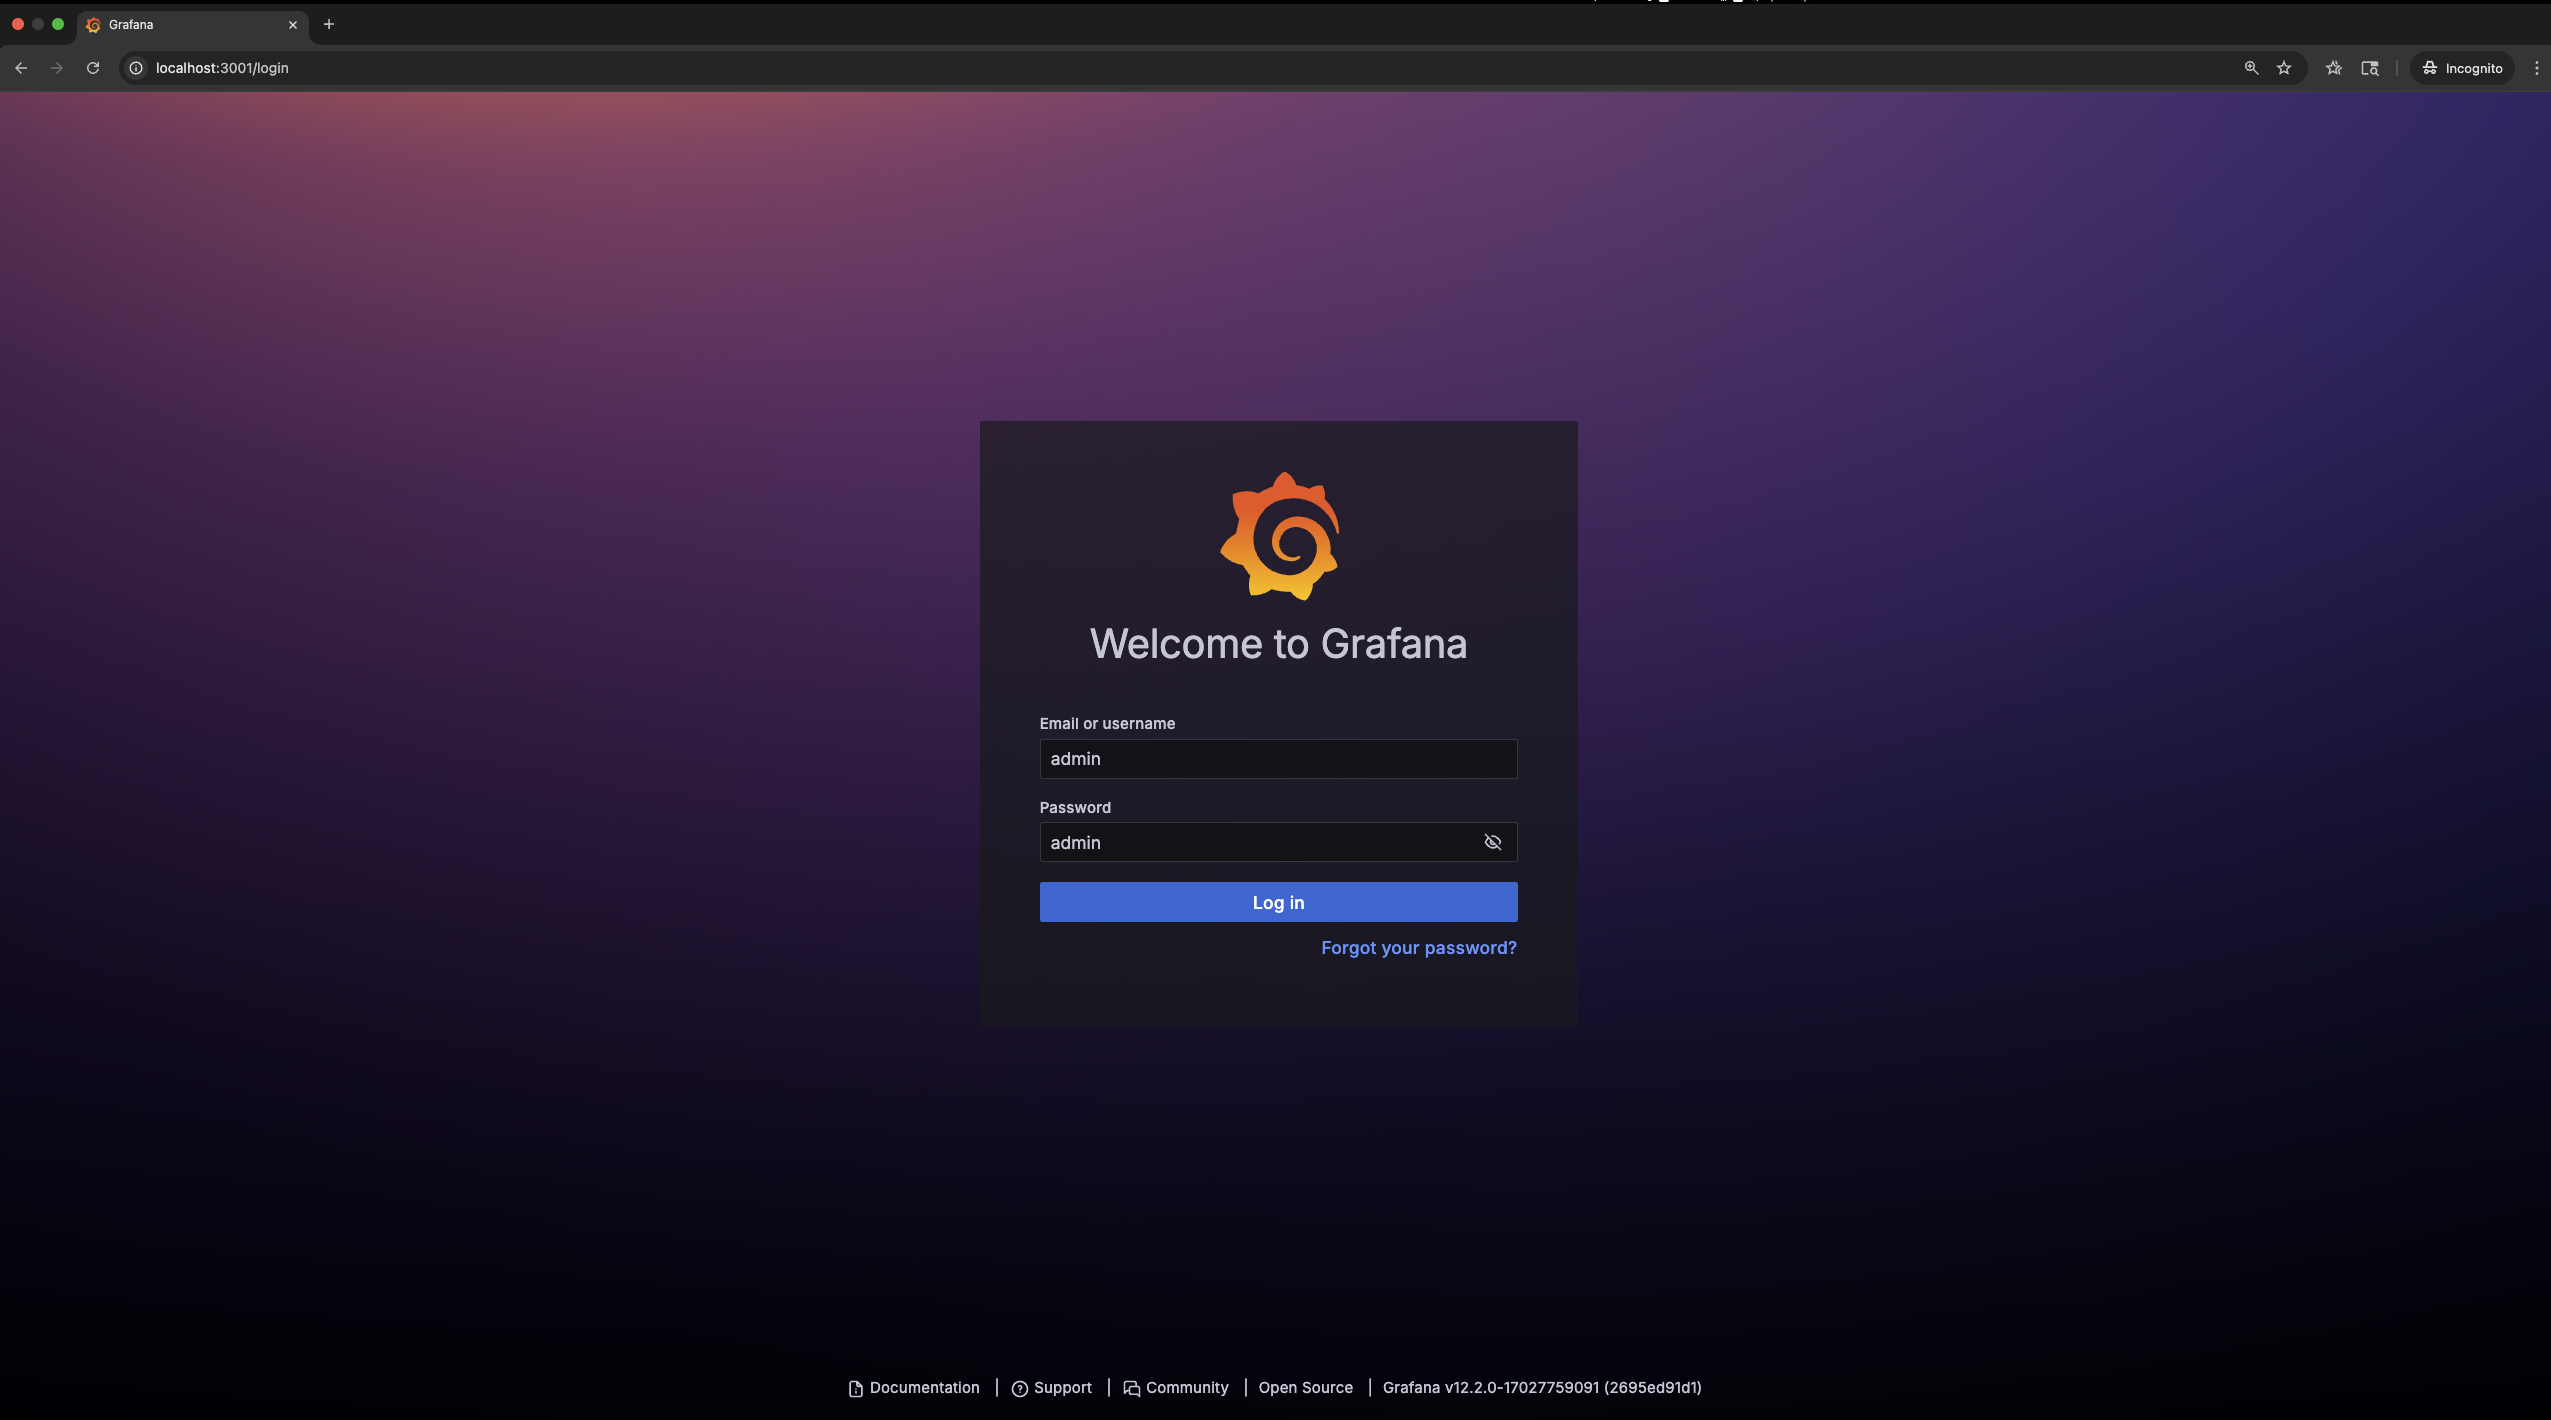 Grafana
localhost:3001/login
Incognito
Welcome to Grafana
Email or username
admin
Password
admin
Log in
Forgot your password?
Documentation | Support | Community | Open Source | Grafana v12.2.0-17027759091 (2695ed91d1)